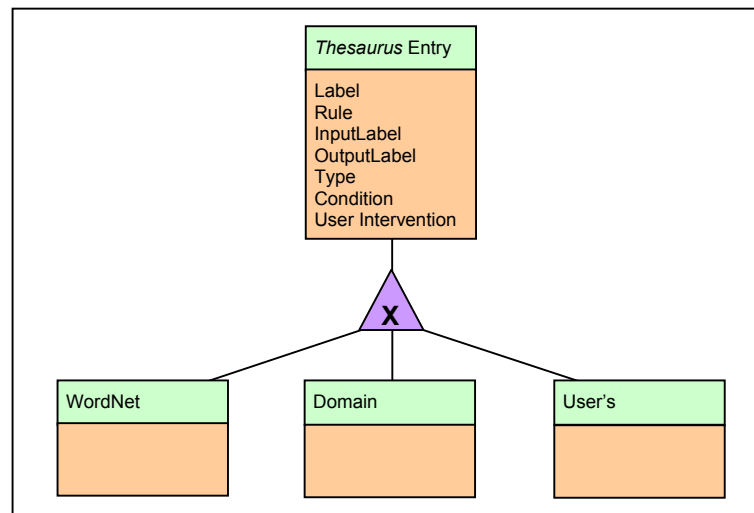 Thesaurus Entry
Label
Rule
InputLabel
OutputLabel
Type
Condition
User Intervention
X
WordNet
Domain
User’s